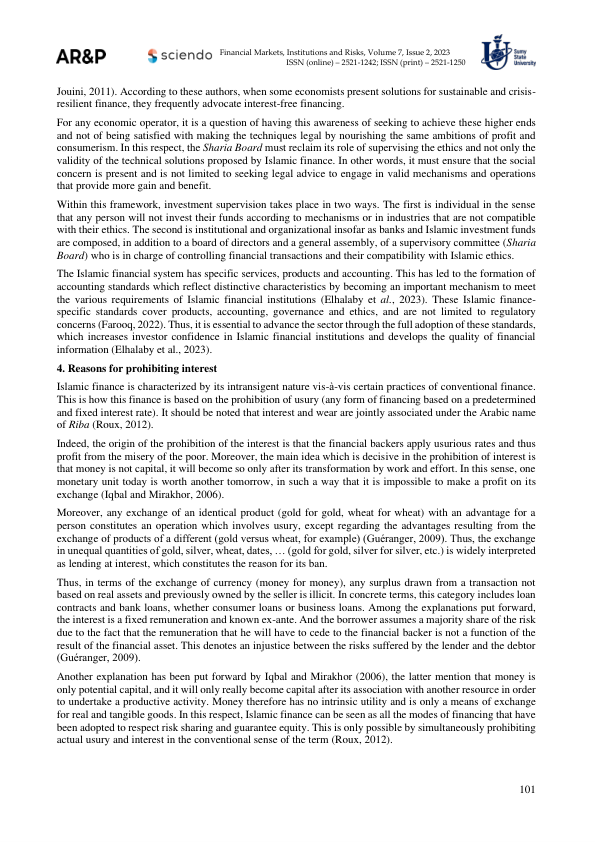 AR&P
sciendo
Financial Markets, Institutions and Risks, Volume 7, Issue 2, 2023
ISSN (online) – 2521-1242; ISSN (print) – 2521-1250
Sumy
State
University
Jouini, 2011). According to these authors, when some economists present solutions for sustainable and crisis-
resilient finance, they frequently advocate interest-free financing.
For any economic operator, it is a question of having this awareness of seeking to achieve these higher ends
and not of being satisfied with making the techniques legal by nourishing the same ambitions of profit and
consumerism. In this respect, the Sharia Board must reclaim its role of supervising the ethics and not only the
validity of the technical solutions proposed by Islamic finance. In other words, it must ensure that the social
concern is present and is not limited to seeking legal advice to engage in valid mechanisms and operations
that provide more gain and benefit.
Within this framework, investment supervision takes place in two ways. The first is individual in the sense
that any person will not invest their funds according to mechanisms or in industries that are not compatible
with their ethics. The second is institutional and organizational insofar as banks and Islamic investment funds
are composed, in addition to a board of directors and a general assembly, of a supervisory committee (Sharia
Board) who is in charge of controlling financial transactions and their compatibility with Islamic ethics.
The Islamic financial system has specific services, products and accounting. This has led to the formation of
accounting standards which reflect distinctive characteristics by becoming an important mechanism to meet
the various requirements of Islamic financial institutions (Elhalaby et al., 2023). These Islamic finance-
specific standards cover products, accounting, governance and ethics, and are not limited to regulatory
concerns (Farooq, 2022). Thus, it is essential to advance the sector through the full adoption of these standards,
which increases investor confidence in Islamic financial institutions and develops the quality of financial
information (Elhalaby et al., 2023).
4. Reasons for prohibiting interest
Islamic finance is characterized by its intransigent nature vis-à-vis certain practices of conventional finance.
This is how this finance is based on the prohibition of usury (any form of financing based on a predetermined
and fixed interest rate). It should be noted that interest and wear are jointly associated under the Arabic name
of Riba (Roux, 2012).
Indeed, the origin of the prohibition of the interest is that the financial backers apply usurious rates and thus
profit from the misery of the poor. Moreover, the main idea which is decisive in the prohibition of interest is
that money is not capital, it will become so only after its transformation by work and effort. In this sense, one
monetary unit today is worth another tomorrow, in such a way that it is impossible to make a profit on its
exchange (Iqbal and Mirakhor, 2006).
Moreover, any exchange of an identical product (gold for gold, wheat for wheat) with an advantage for a
person constitutes an operation which involves usury, except regarding the advantages resulting from the
exchange of products of a different (gold versus wheat, for example) (Guéranger, 2009). Thus, the exchange
in unequal quantities of gold, silver, wheat, dates, … (gold for gold, silver for silver, etc.) is widely interpreted
as lending at interest, which constitutes the reason for its ban.
Thus, in terms of the exchange of currency (money for money), any surplus drawn from a transaction not
based on real assets and previously owned by the seller is illicit. In concrete terms, this category includes loan
contracts and bank loans, whether consumer loans or business loans. Among the explanations put forward,
the interest is a fixed remuneration and known ex-ante. And the borrower assumes a majority share of the risk
due to the fact that the remuneration that he will have to cede to the financial backer is not a function of the
result of the financial asset. This denotes an injustice between the risks suffered by the lender and the debtor
(Guéranger, 2009).
Another explanation has been put forward by Iqbal and Mirakhor (2006), the latter mention that money is
only potential capital, and it will only really become capital after its association with another resource in order
to undertake a productive activity. Money therefore has no intrinsic utility and is only a means of exchange
for real and tangible goods. In this respect, Islamic finance can be seen as all the modes of financing that have
been adopted to respect risk sharing and guarantee equity. This is only possible by simultaneously prohibiting
actual usury and interest in the conventional sense of the term (Roux, 2012).
101